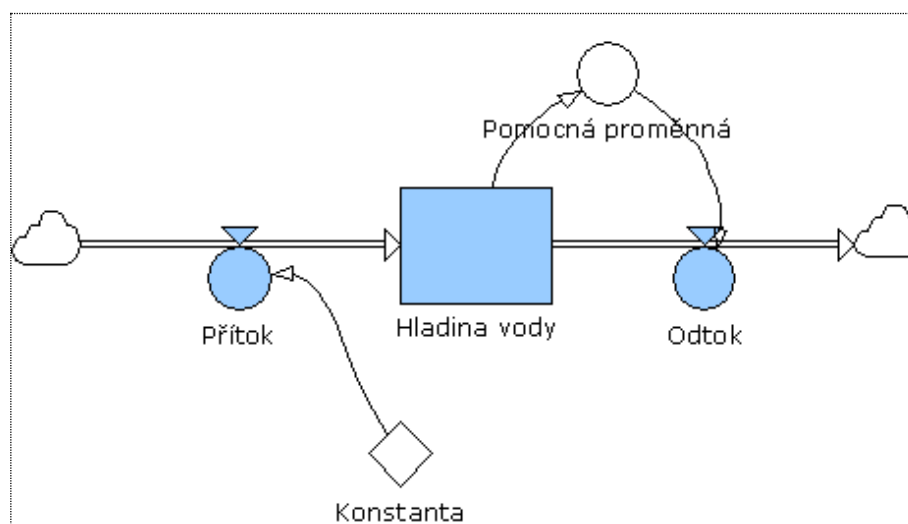 Pomocná proměnná
Přítok
Hladina vody
Odtok
Konstanta